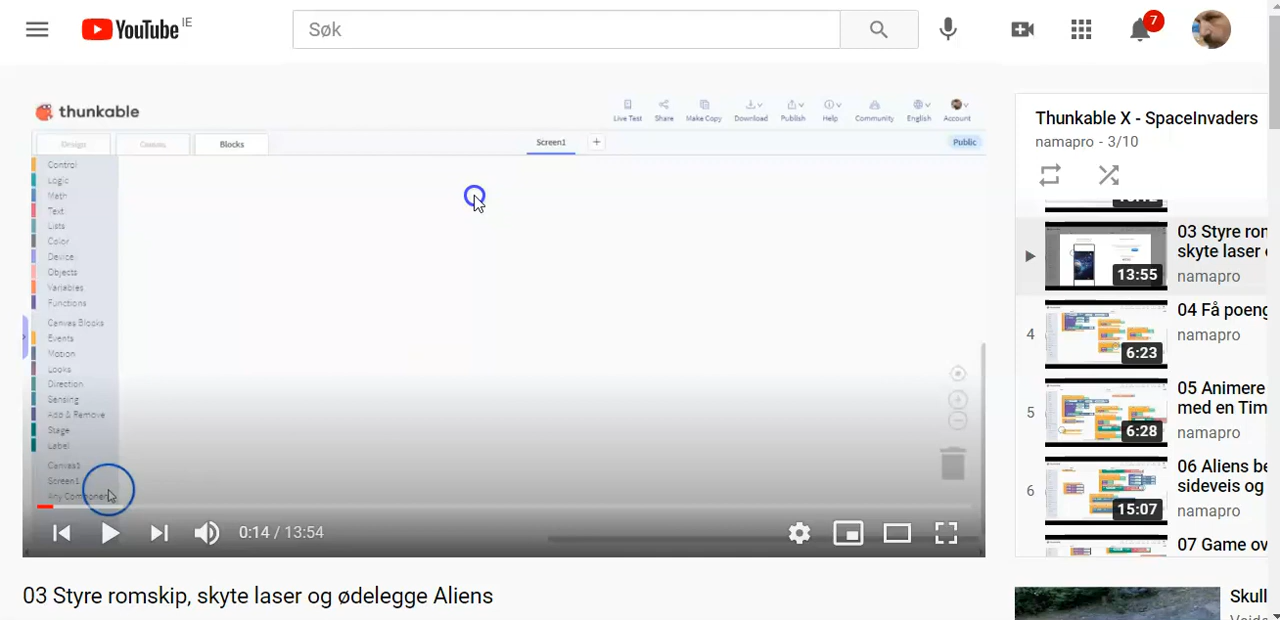 YouTube IE
Søk
7
thunkable
Live Test
Share
Make Copy
Download
Publish
Help
Community
English
Account
Design
Blocks
Screen1
+
Public
Control
Logic
Math
Text
Lists
Color
Device
Objects
Variables
Functions
Canvas Blocks
Events
Motion
Looks
Direction
Sensing
Add & Remove
Stage
Label
Canvas1
Screen1
Any Component
0:14 / 13:54
03 Styre romskip, skyte laser og ødelegge Aliens
Thunkable X - SpaceInvaders
namapro - 3/10
03 Styre rom
skyte laser
namapro
13:55
4
04 Få poeng
namapro
6:23
5
05 Animere
med en Tim
namapro
6:28
6
06 Aliens be
sideveis og
namapro
15:07
07 Game ov
Skull